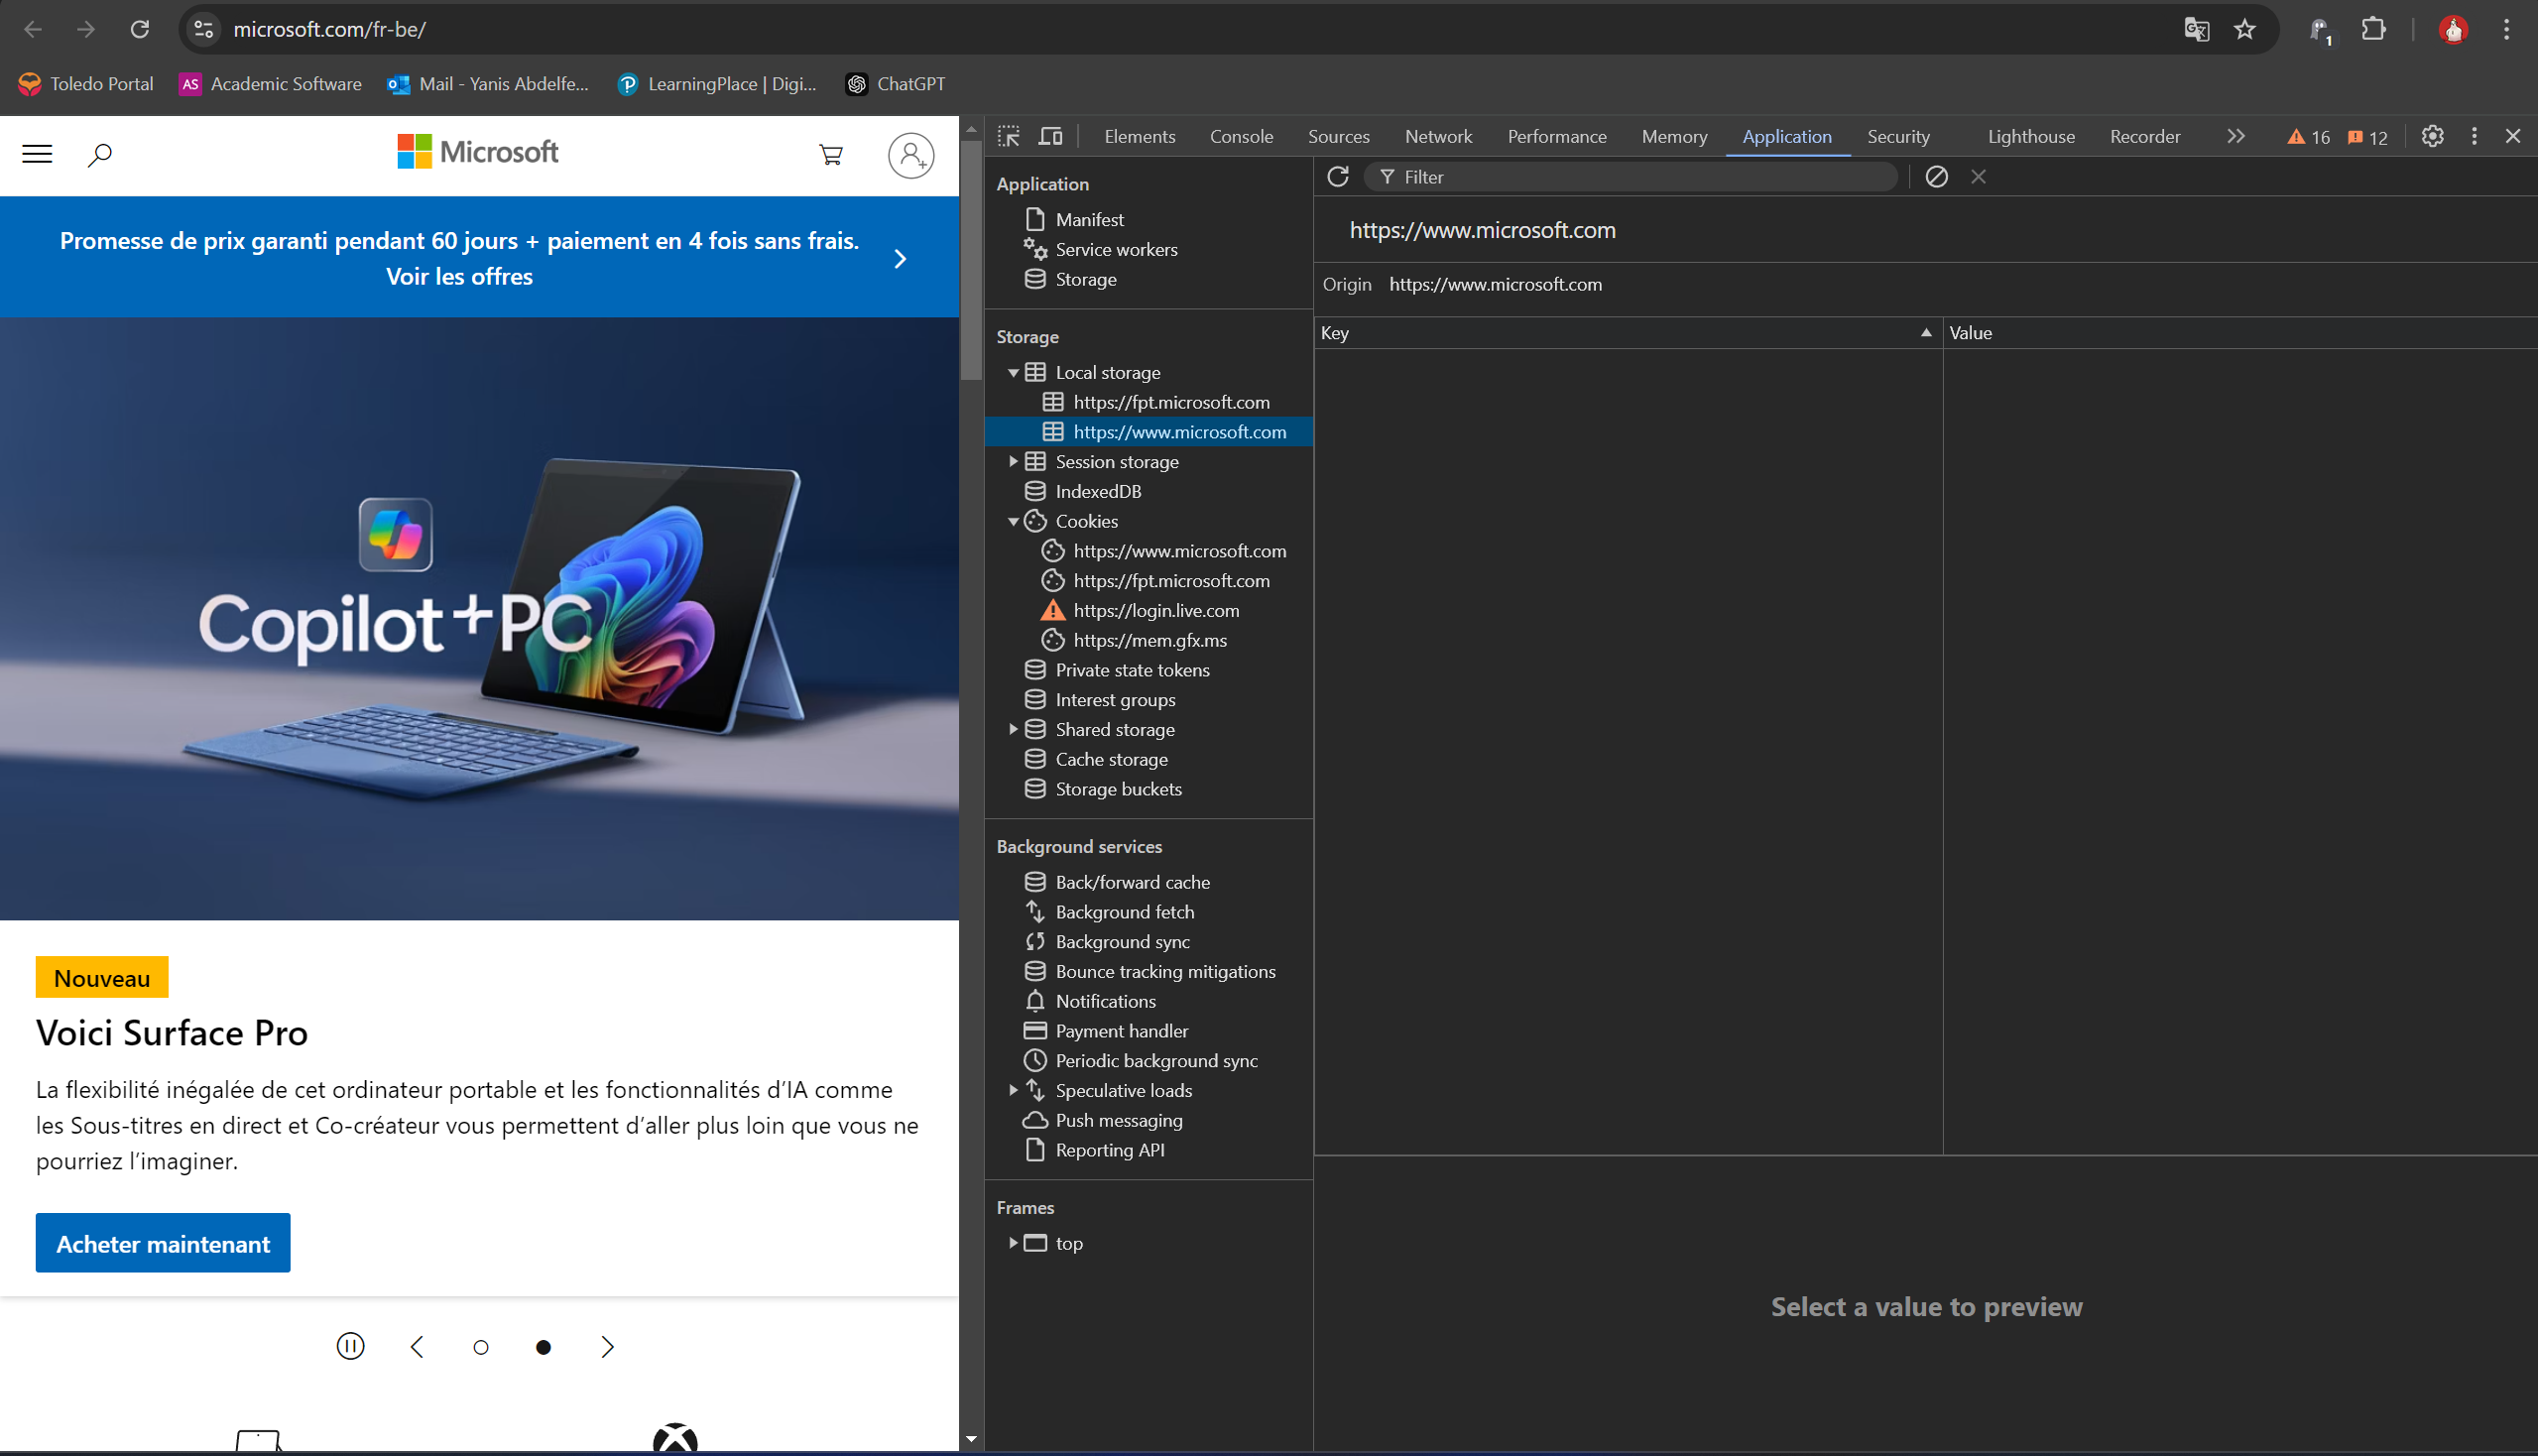 microsoft.com/fr-be/
1
Toledo Portal
AS Academic Software
Mail - Yanis Abdelfe...
LearningPlace | Digi...
ChatGPT
Microsoft
Promesse de prix garanti pendant 60 jours + paiement en 4 fois sans frais.
Voir les offres
Copilot+PC
Nouveau
Voici Surface Pro
La flexibilité inégalée de cet ordinateur portable et les fonctionnalités d’IA comme
les Sous-titres en direct et Co-créateur vous permettent d’aller plus loin que vous ne
pourriez l’imaginer.
Acheter maintenant
Elements
Console
Sources
Network
Performance
Memory
Application
Security
Lighthouse
Recorder
16
12
Application
Manifest
Service workers
Storage
Storage
Local storage
https://fpt.microsoft.com
https://www.microsoft.com
Session storage
IndexedDB
Cookies
https://www.microsoft.com
https://fpt.microsoft.com
https://login.live.com
https://mem.gfx.ms
Private state tokens
Interest groups
Shared storage
Cache storage
Storage buckets
Background services
Back/forward cache
Background fetch
Background sync
Bounce tracking mitigations
Notifications
Payment handler
Periodic background sync
Speculative loads
Push messaging
Reporting API
Frames
top
Filter
https://www.microsoft.com
Origin https://www.microsoft.com
Key
Value
Select a value to preview